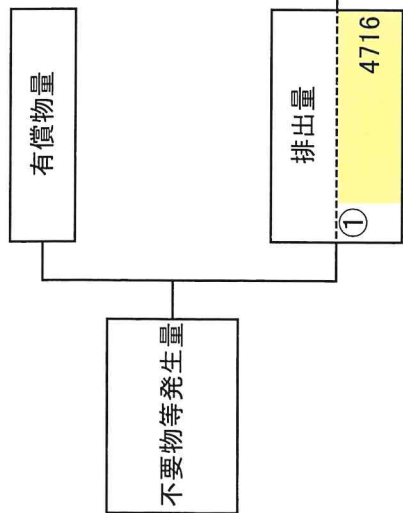 不要物等発生量
有償物量
排出量
①
4716